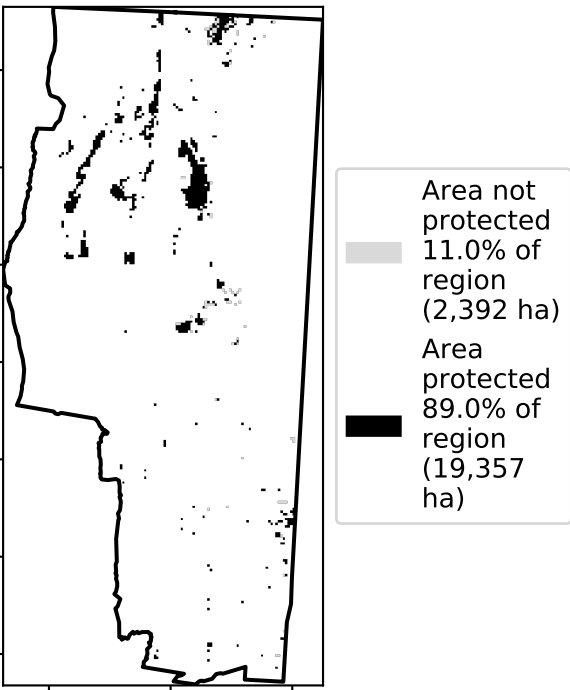 Area not
protected
11.0% of
region
(2,392 ha)
Area
protected
89.0% of
region
(19,357
ha)